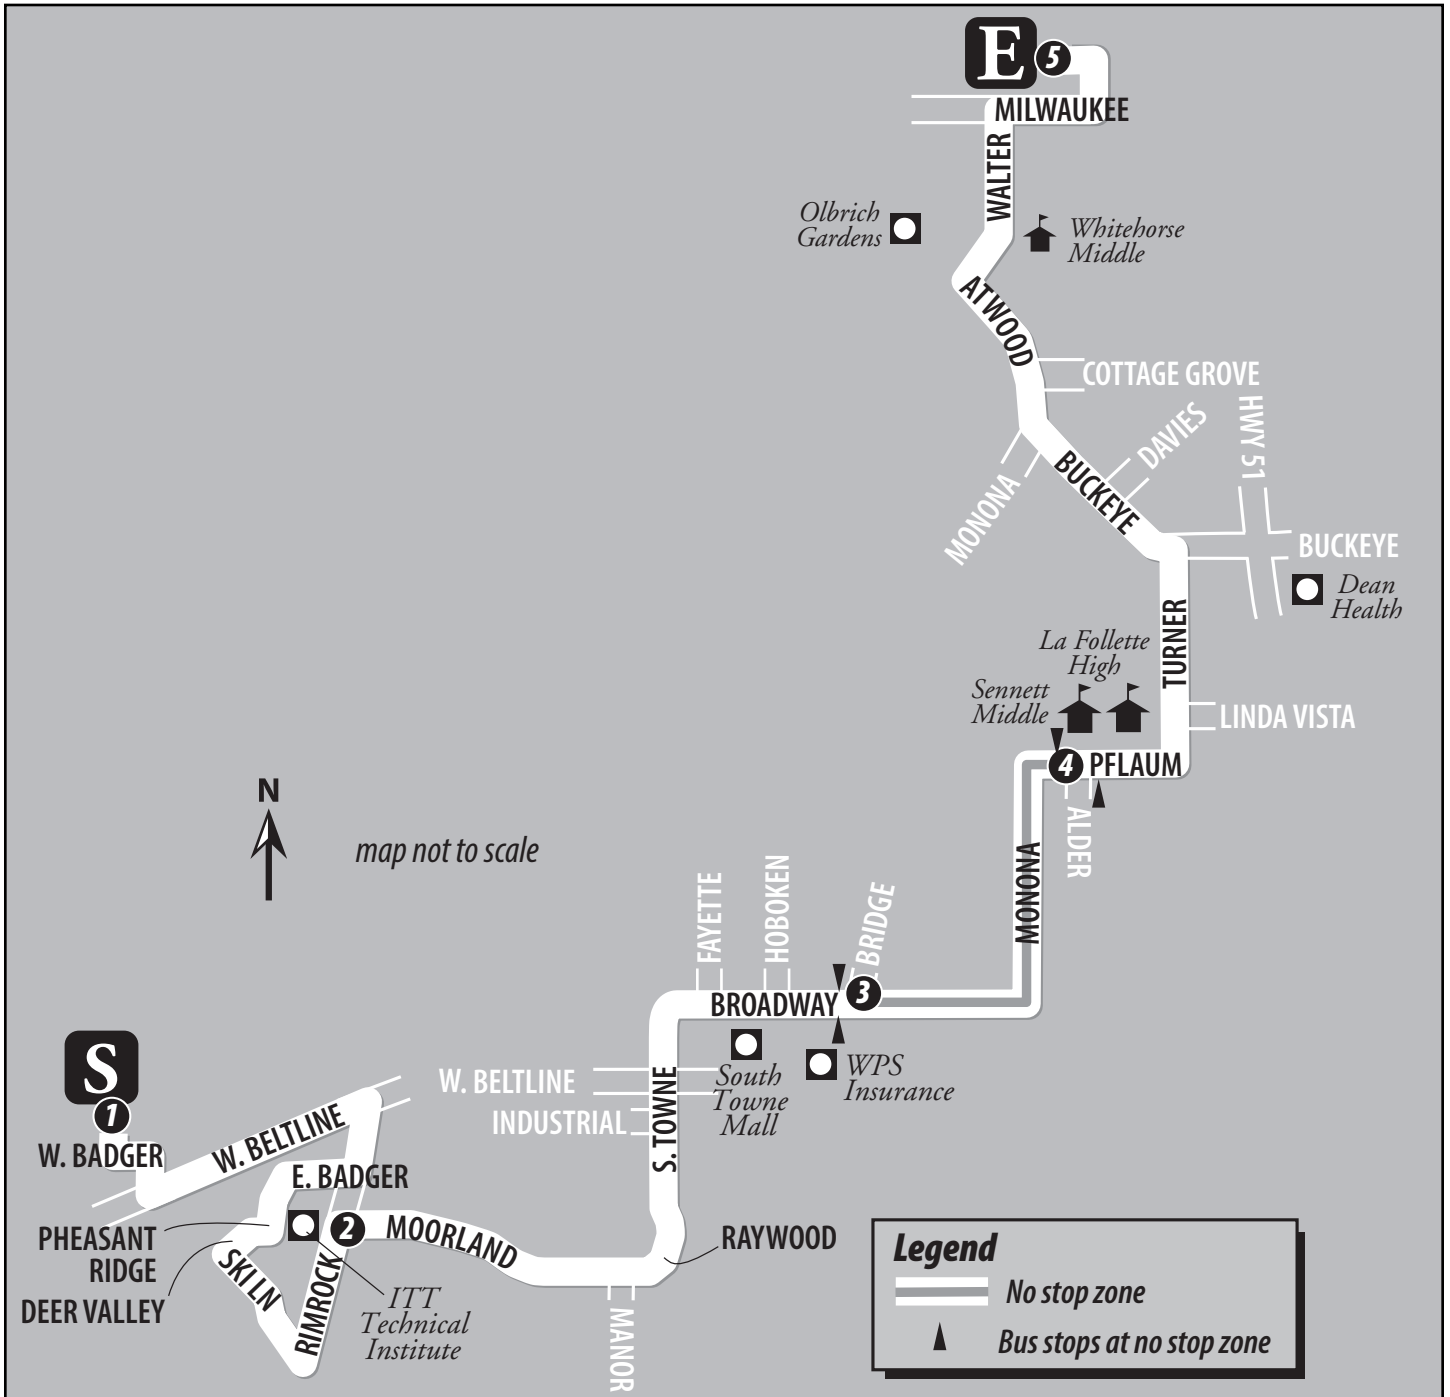 E 5
MILWAUKEE
WALTER
Olbrich
Gardens
Whitehorse
Middle
ATWOOD
COTTAGE GROVE
HWY 51
DAVIES
BUCKEYE
MONONA
BUCKEYE
Dean
Health
TURNER
La Follette
High
Sennett
Middle
LINDA VISTA
4 PFLAUM
ALDER
N
map not to scale
MONONA
FAYETTE
HOBOKEN
BRIDGE
BROADWAY 3
S
1
W. BADGER
W. BELTLINE
W. BELTLINE
INDUSTRIAL
S. TOWNE
South
Towne
Mall
WPS
Insurance
E. BADGER
PHEASANT
RIDGE
DEER VALLEY
SKI LN
RIMROCK
2 MOORLAND
RAYWOOD
ITT
Technical
Institute
MANOR
Legend
No stop zone
Bus stops at no stop zone